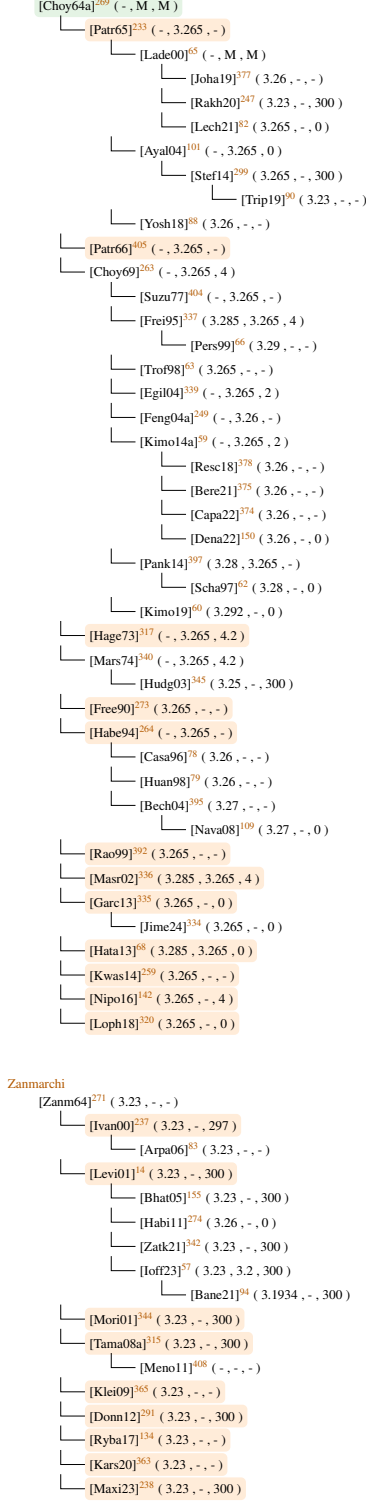 [Choy64a]269 ( - , M , M )
[Patr65]233 ( - , 3.265 , - )
[Lade00]65 ( - , M , M )
[Joha19]377 ( 3.26 , - , - )
[Rakh20]247 ( 3.23 , - , 300 )
[Lech21]82 ( 3.265 , - , 0 )
[Ayal04]101 ( - , 3.265 , 0 )
[Stef14]299 ( 3.265 , - , 300 )
[Trip19]90 ( 3.23 , - , - )
[Yosh18]88 ( 3.26 , - , - )
[Patr66]405 ( - , 3.265 , - )
[Choy69]263 ( - , 3.265 , 4 )
[Suzu77]404 ( - , 3.265 , - )
[Frei95]337 ( 3.285 , 3.265 , 4 )
[Pers99]66 ( 3.29 , - , - )
[Trof98]63 ( 3.265 , - , - )
[Egil04]339 ( - , 3.265 , 2 )
[Feng04a]249 ( - , 3.26 , - )
[Kimo14a]59 ( - , 3.265 , 2 )
[Resc18]378 ( 3.26 , - , - )
[Bere21]375 ( 3.26 , - , - )
[Capa22]374 ( 3.26 , - , - )
[Dena22]150 ( 3.26 , - , 0 )
[Pank14]397 ( 3.28 , 3.265 , - )
[Scha97]62 ( 3.28 , - , 0 )
[Kimo19]60 ( 3.292 , - , 0 )
[Hage73]317 ( - , 3.265 , 4.2 )
[Mars74]340 ( - , 3.265 , 4.2 )
[Hudg03]345 ( 3.25 , - , 300 )
[Free90]273 ( 3.265 , - , - )
[Habe94]264 ( - , 3.265 , - )
[Casa96]78 ( 3.26 , - , - )
[Huan98]79 ( 3.26 , - , - )
[Bech04]395 ( 3.27 , - , - )
[Nava08]109 ( 3.27 , - , 0 )
[Rao99]392 ( 3.265 , - , - )
[Masr02]336 ( 3.285 , 3.265 , 4 )
[Garc13]335 ( 3.265 , - , 0 )
[Jime24]334 ( 3.265 , - , 0 )
[Hata13]68 ( 3.285 , 3.265 , 0 )
[Kwas14]259 ( 3.265 , - , - )
[Nipo16]142 ( 3.265 , - , 4 )
[Loph18]320 ( 3.265 , - , 0 )
Zanmarchi
[Zanm64]271 ( 3.23 , - , - )
[Ivan00]237 ( 3.23 , - , 297 )
[Arpa06]83 ( 3.23 , - , - )
[Levi01]14 ( 3.23 , - , 300 )
[Bhat05]155 ( 3.23 , - , 300 )
[Habi11]274 ( 3.26 , - , 0 )
[Zatk21]342 ( 3.23 , - , 300 )
[Ioff23]57 ( 3.23 , 3.2 , 300 )
[Bane21]94 ( 3.1934 , - , 300 )
[Mori01]344 ( 3.23 , - , 300 )
[Tama08a]315 ( 3.23 , - , 300 )
[Meno11]408 ( - , - , - )
[Klei09]365 ( 3.23 , - , - )
[Donn12]291 ( 3.23 , - , 300 )
[Ryba17]134 ( 3.23 , - , - )
[Kars20]363 ( 3.23 , - , - )
[Maxi23]238 ( 3.23 , - , 300 )